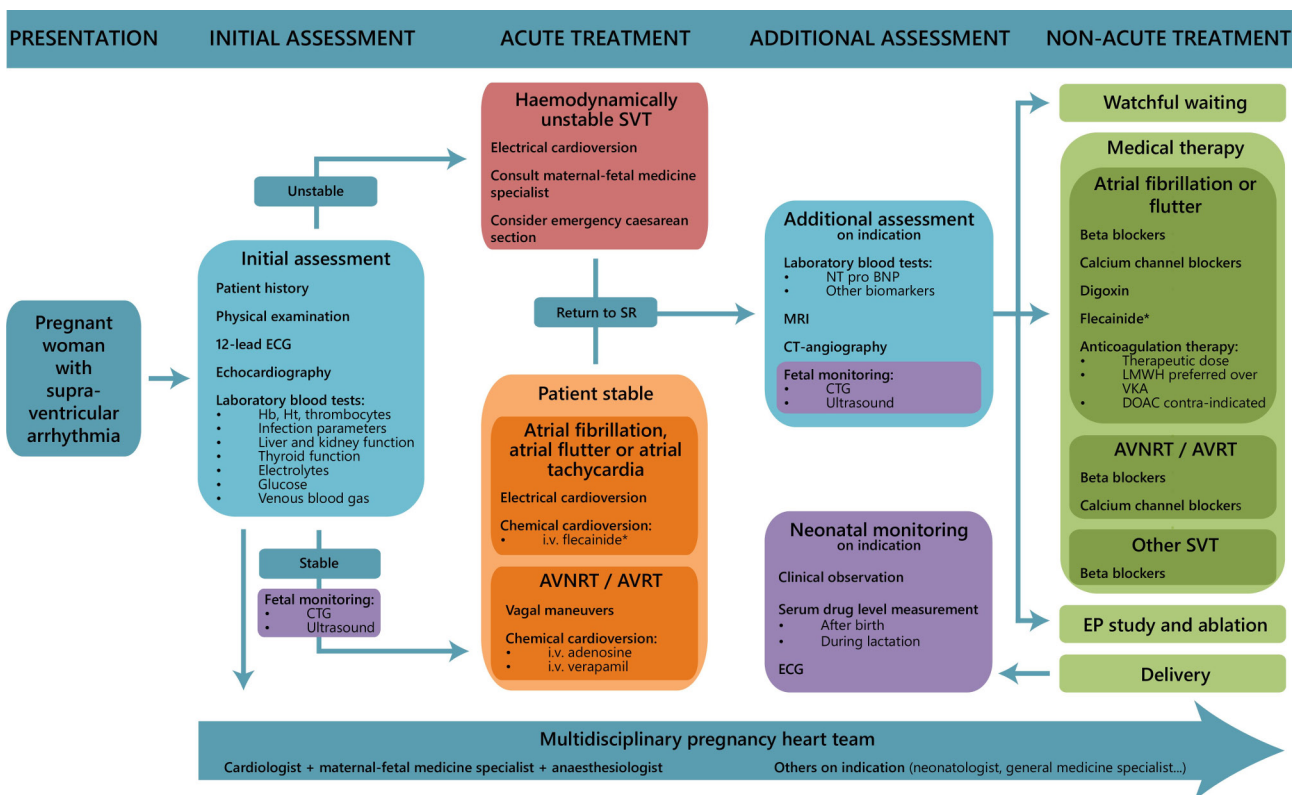 PRESENTATION
INITIAL ASSESSMENT
ACUTE TREATMENT
ADDITIONAL ASSESSMENT
NON-ACUTE TREATMENT
Pregnant
woman
with
supra-
ventricular
arrhythmia
Unstable
Initial assessment
Patient history
Physical examination
12-lead ECG
Echocardiography
Laboratory blood tests:
• Hb, Ht, thrombocytes
• Infection parameters
• Liver and kidney function
• Thyroid function
• Electrolytes
• Glucose
• Venous blood gas
Stable
Fetal monitoring:
• CTG
• Ultrasound
Haemodynamically
unstable SVT
Electrical cardioversion
Consult maternal-fetal medicine
specialist
Consider emergency caesarean
section
Return to SR
Patient stable
Atrial fibrillation,
atrial flutter or atrial
tachycardia
Electrical cardioversion
Chemical cardioversion:
• i.v. flecainide*
AVNRT / AVRT
Vagal maneuvers
Chemical cardioversion:
• i.v. adenosine
• i.v. verapamil
Additional assessment
on indication
Laboratory blood tests:
• NT pro BNP
• Other biomarkers
MRI
CT-angiography
Fetal monitoring:
• CTG
• Ultrasound
Neonatal monitoring
on indication
Clinical observation
Serum drug level measurement
• After birth
• During lactation
ECG
Watchful waiting
Medical therapy
Atrial fibrillation or
flutter
Beta blockers
Calcium channel blockers
Digoxin
Flecainide*
Anticoagulation therapy:
• Therapeutic dose
• LMWH preferred over
VKA
• DOAC contra-indicated
AVNRT / AVRT
Beta blockers
Calcium channel blockers
Other SVT
Beta blockers
EP study and ablation
Delivery
Multidisciplinary pregnancy heart team
Cardiologist + maternal-fetal medicine specialist + anaesthesiologist
Others on indication (neonatologist, general medicine specialist...)